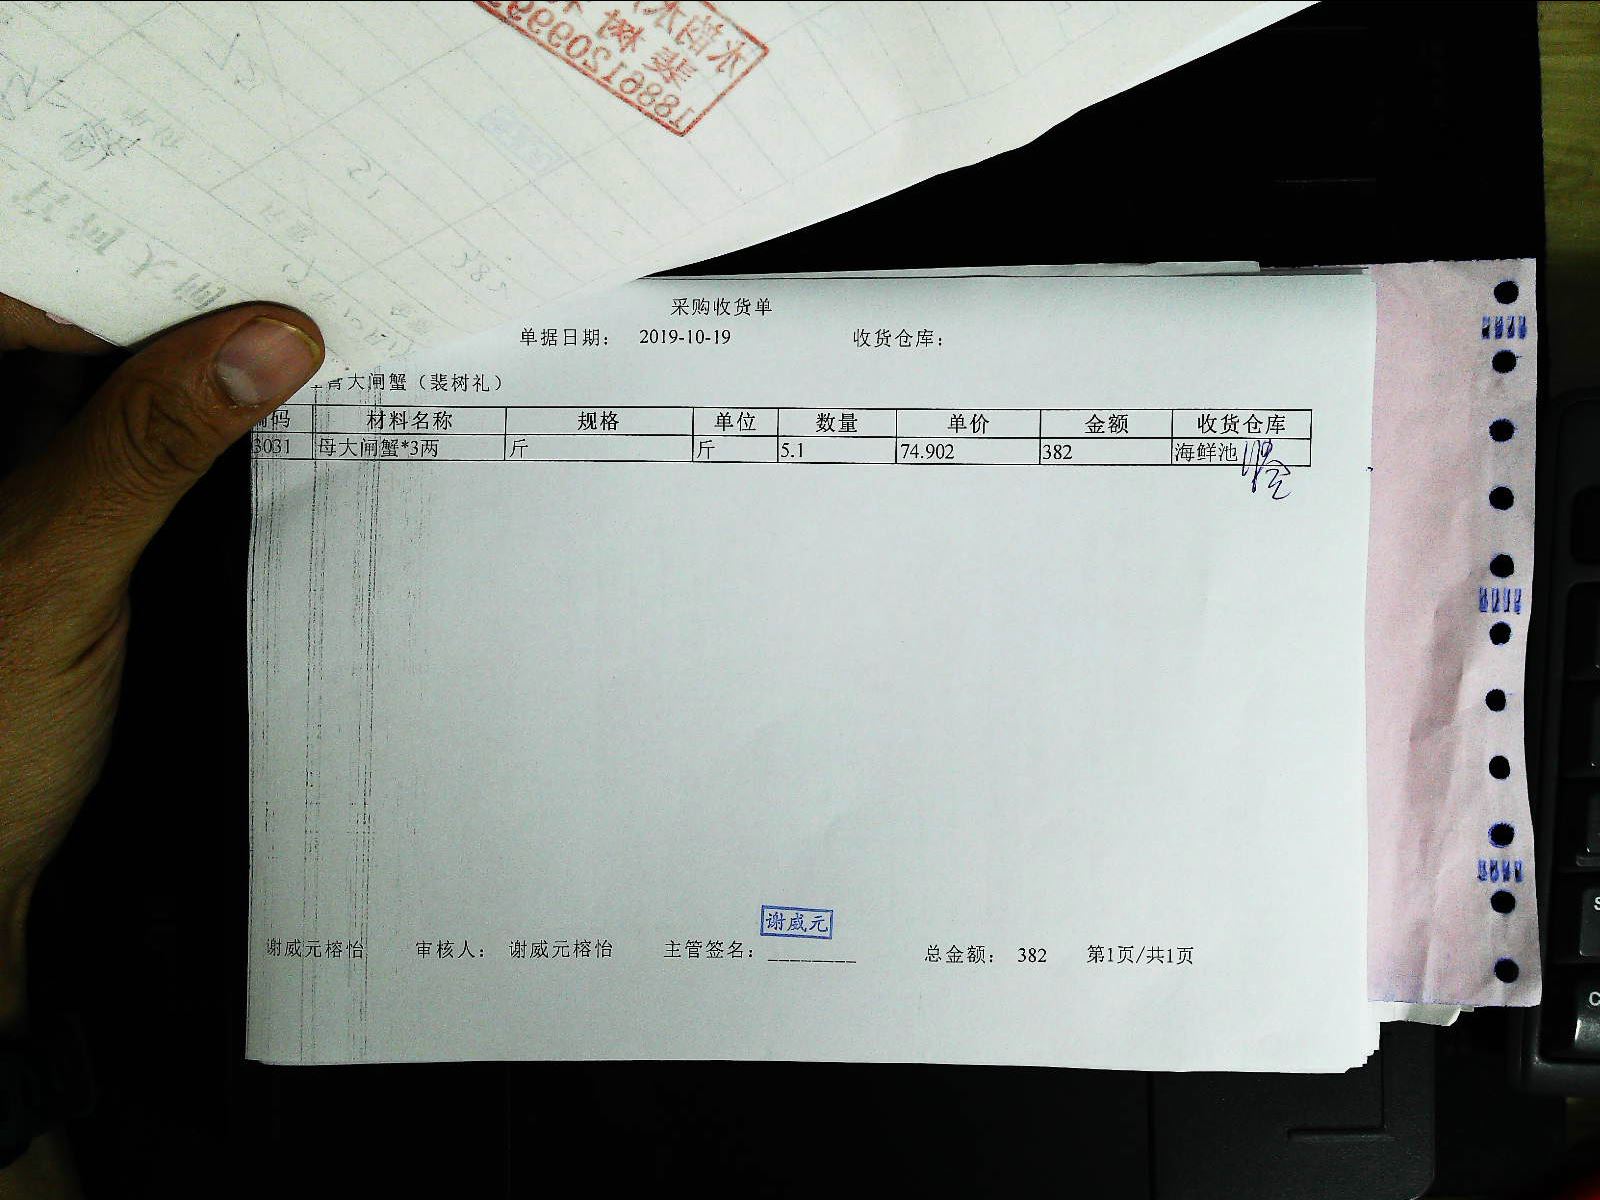 18861209992
采购收货单
单据日期： 2019-10-19 收货仓库：
大闸蟹（裴树礼）
编码 材料名称 规格 单位 数量 单价 金额 收货仓库
3031 母大闸蟹*3两 斤 斤 5.1 74.902 382 海鲜池
谢威元
谢威元榕怡 审核人： 谢威元榕怡 主管签名：________ 总金额： 382 第1页/共1页